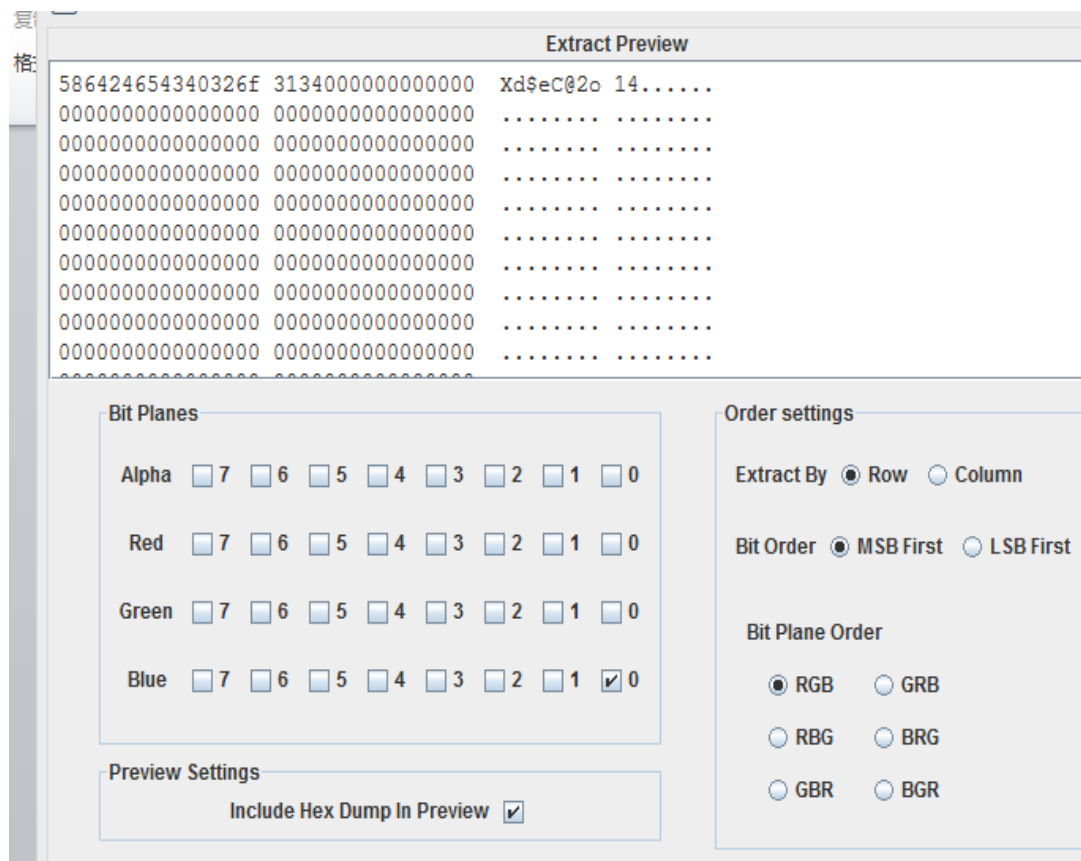 格
Extract Preview
586424654340326f 3134000000000000 Xd$eC@2o 14......
0000000000000000 0000000000000000 ........ ........
0000000000000000 0000000000000000 ........ ........
0000000000000000 0000000000000000 ........ ........
0000000000000000 0000000000000000 ........ ........
0000000000000000 0000000000000000 ........ ........
0000000000000000 0000000000000000 ........ ........
0000000000000000 0000000000000000 ........ ........
0000000000000000 0000000000000000 ........ ........
0000000000000000 0000000000000000 ........ ........
Bit Planes
Alpha 7 6 5 4 3 2 1 0
Red 7 6 5 4 3 2 1 0
Green 7 6 5 4 3 2 1 0
Blue 7 6 5 4 3 2 1 0
Preview Settings
Include Hex Dump In Preview
Order settings
Extract By Row Column
Bit Order MSB First LSB First
Bit Plane Order
RGB GRB
RBG BRG
GBR BGR